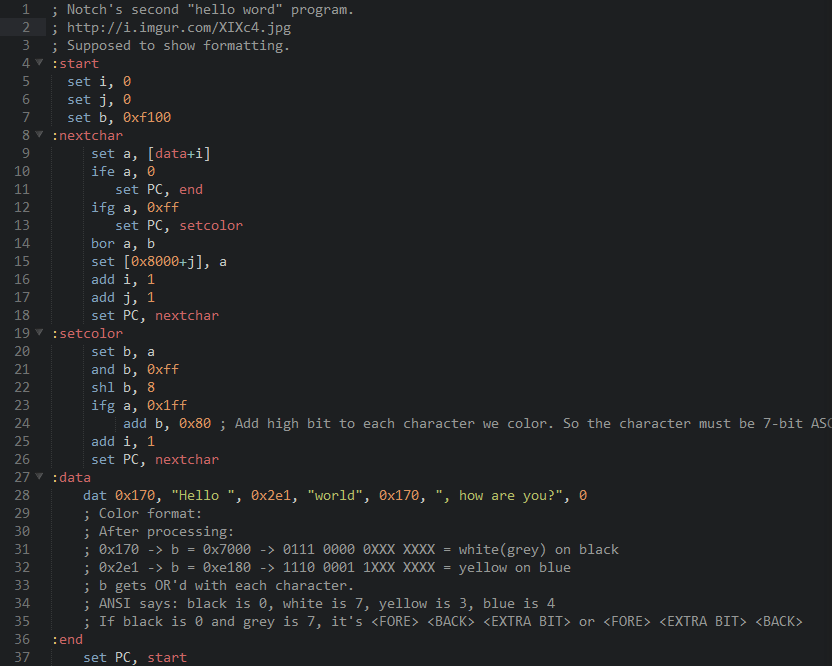 1 ; Notch's second "hello word" program.
2 ; http://i.imgur.com/XIXc4.jpg
3 ; Supposed to show formatting.
4 :start
5 set i, 0
6 set j, 0
7 set b, 0xf100
8 :nextchar
9 set a, [data+i]
10 ife a, 0
11 set PC, end
12 ifg a, 0xff
13 set PC, setcolor
14 bor a, b
15 set [0x8000+j], a
16 add i, 1
17 add j, 1
18 set PC, nextchar
19 :setcolor
20 set b, a
21 and b, 0xff
22 shl b, 8
23 ifg a, 0x1ff
24 add b, 0x80 ; Add high bit to each character we color. So the character must be 7-bit ASC
25 add i, 1
26 set PC, nextchar
27 :data
28 dat 0x170, "Hello ", 0x2e1, "world", 0x170, ", how are you?", 0
29 ; Color format:
30 ; After processing:
31 ; 0x170 -> b = 0x7000 -> 0111 0000 0XXX XXXX = white(grey) on black
32 ; 0x2e1 -> b = 0xe180 -> 1110 0001 1XXX XXXX = yellow on blue
33 ; b gets OR'd with each character.
34 ; ANSI says: black is 0, white is 7, yellow is 3, blue is 4
35 ; If black is 0 and grey is 7, it's <FORE> <BACK> <EXTRA BIT> or <FORE> <EXTRA BIT> <BACK>
36 :end
37 set PC, start